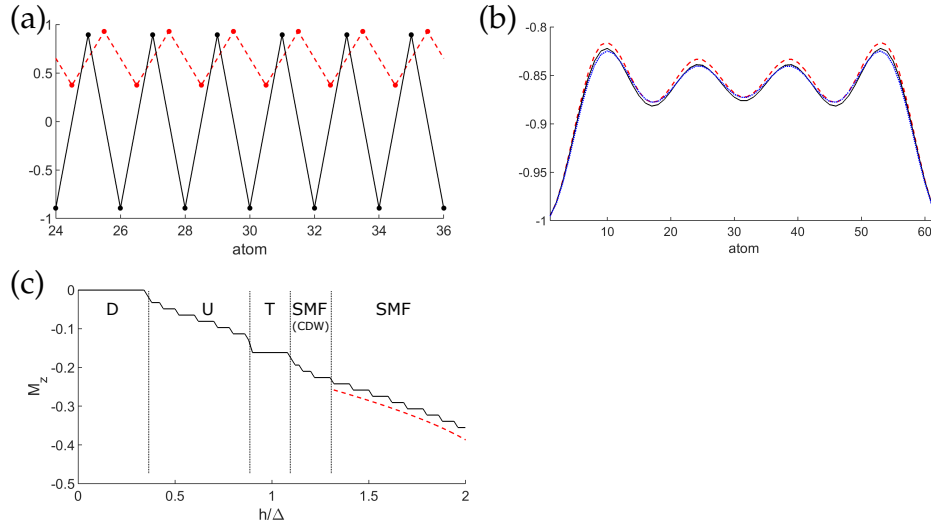 (a)
1
0.5
0
-0.5
-1
24 26 28 30 32 34 36
atom
(b)
-0.8
-0.85
-0.9
-0.95
-1
10 20 30 40 50 60
atom
(c)
0
-0.1
-0.2
-0.3
-0.4
-0.5
M_z
D U T SMF SMF
(CDW)
0 0.5 1 1.5 2
h/Δ